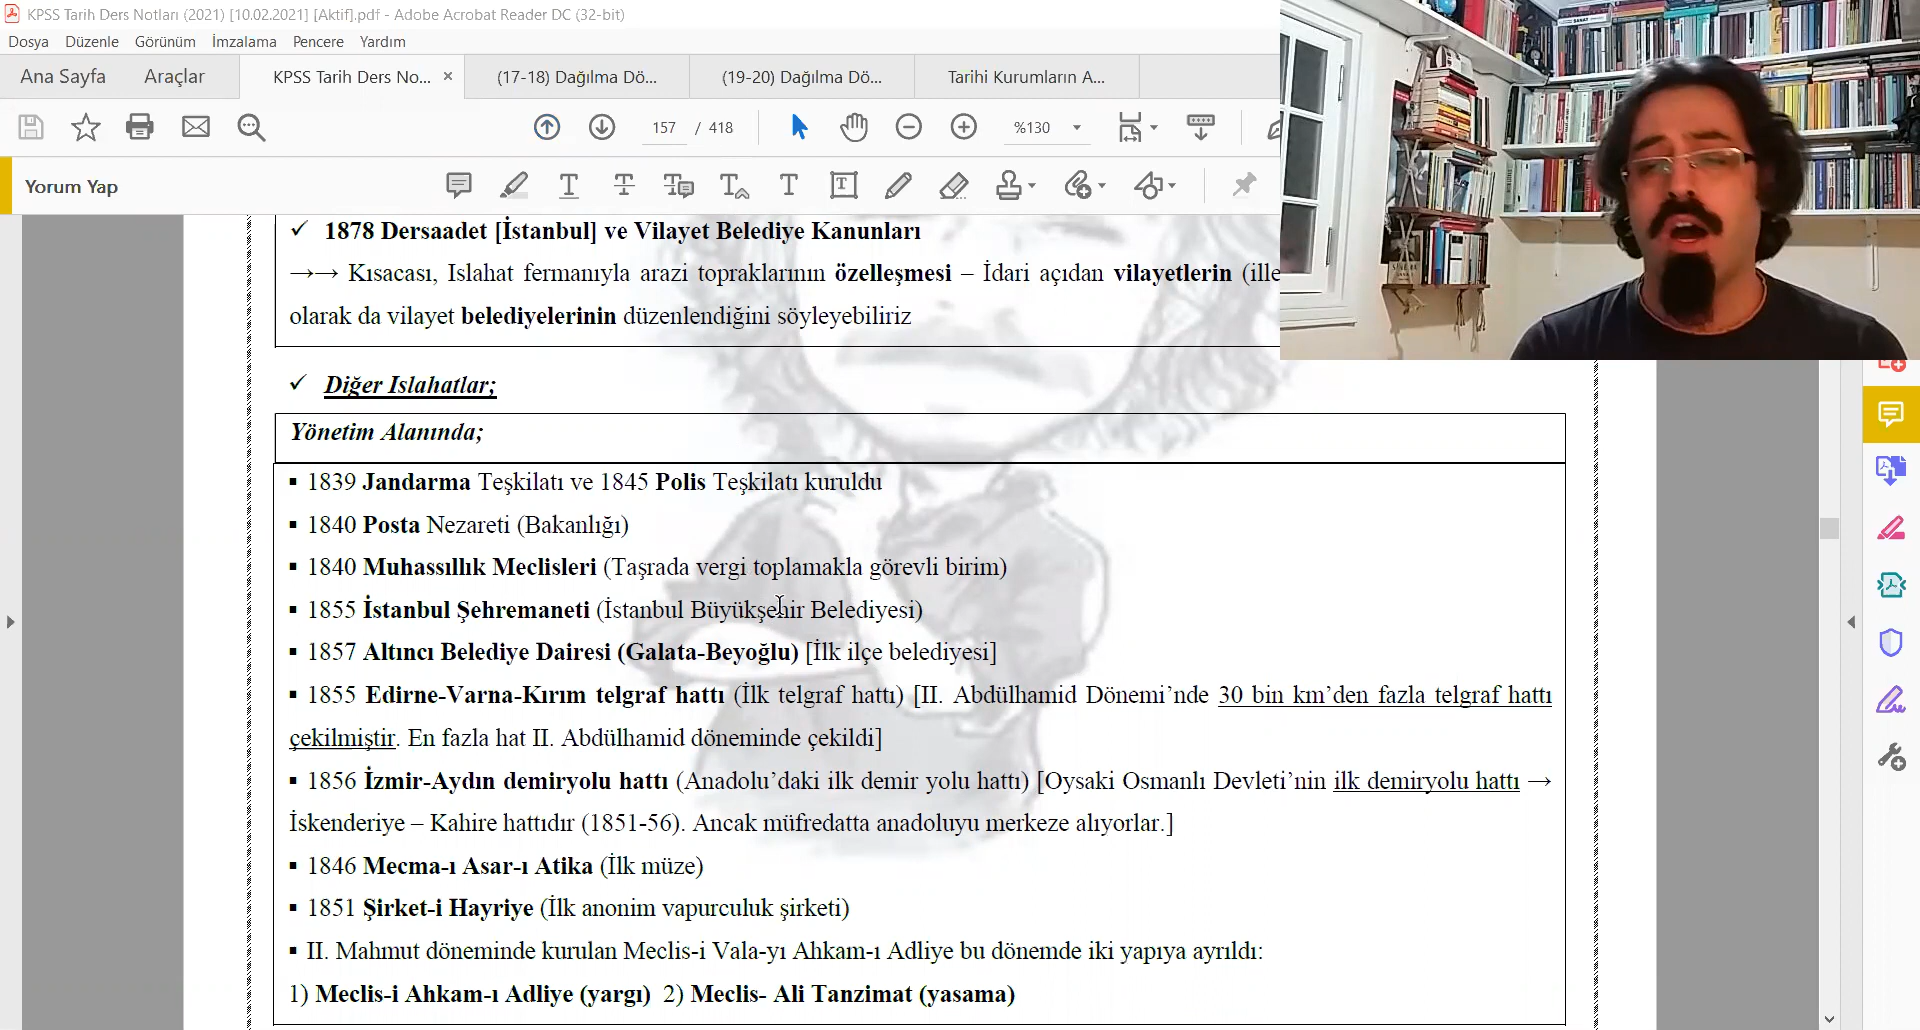 KPSS Tarih Ders Notları (2021) [10.02.2021] [Aktif].pdf - Adobe Acrobat Reader DC (32-bit)
Dosya Düzenle Görünüm İmzalama Pencere Yardım
Ana Sayfa Araçlar KPSS Tarih Ders No... × (17-18) Dağılma Dö... (19-20) Dağılma Dö... Tarihi Kurumların A...
157 / 418 %130
Yorum Yap
✓ 1878 Dersaadet [İstanbul] ve Vilayet Belediye Kanunları
→→ Kısacası, Islahat fermanıyla arazi topraklarının özelleşmesi – İdari açıdan vilayetlerin (ille
olarak da vilayet belediyelerinin düzenlendiğini söyleyebiliriz
✓ Diğer Islahatlar;
Yönetim Alanında;
▪ 1839 Jandarma Teşkilatı ve 1845 Polis Teşkilatı kuruldu
▪ 1840 Posta Nezareti (Bakanlığı)
▪ 1840 Muhassıllık Meclisleri (Taşrada vergi toplamakla görevli birim)
▪ 1855 İstanbul Şehremaneti (İstanbul Büyükşehir Belediyesi)
▪ 1857 Altıncı Belediye Dairesi (Galata-Beyoğlu) [İlk ilçe belediyesi]
▪ 1855 Edirne-Varna-Kırım telgraf hattı (İlk telgraf hattı) [II. Abdülhamid Dönemi’nde 30 bin km’den fazla telgraf hattı
çekilmiştir. En fazla hat II. Abdülhamid döneminde çekildi]
▪ 1856 İzmir-Aydın demiryolu hattı (Anadolu’daki ilk demir yolu hattı) [Oysaki Osmanlı Devleti’nin ilk demiryolu hattı →
İskenderiye – Kahire hattıdır (1851-56). Ancak müfredatta anadoluyu merkeze alıyorlar.]
▪ 1846 Mecma-ı Asar-ı Atika (İlk müze)
▪ 1851 Şirket-i Hayriye (İlk anonim vapurculuk şirketi)
▪ II. Mahmut döneminde kurulan Meclis-i Vala-yı Ahkam-ı Adliye bu dönemde iki yapıya ayrıldı:
1) Meclis-i Ahkam-ı Adliye (yargı) 2) Meclis- Ali Tanzimat (yasama)